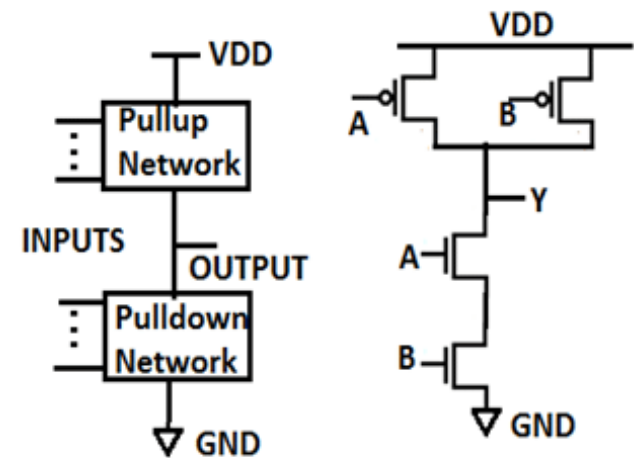 VDD
Pullup
Network
INPUTS
OUTPUT
Pulldown
Network
GND
VDD
A
B
Y
A
B
GND